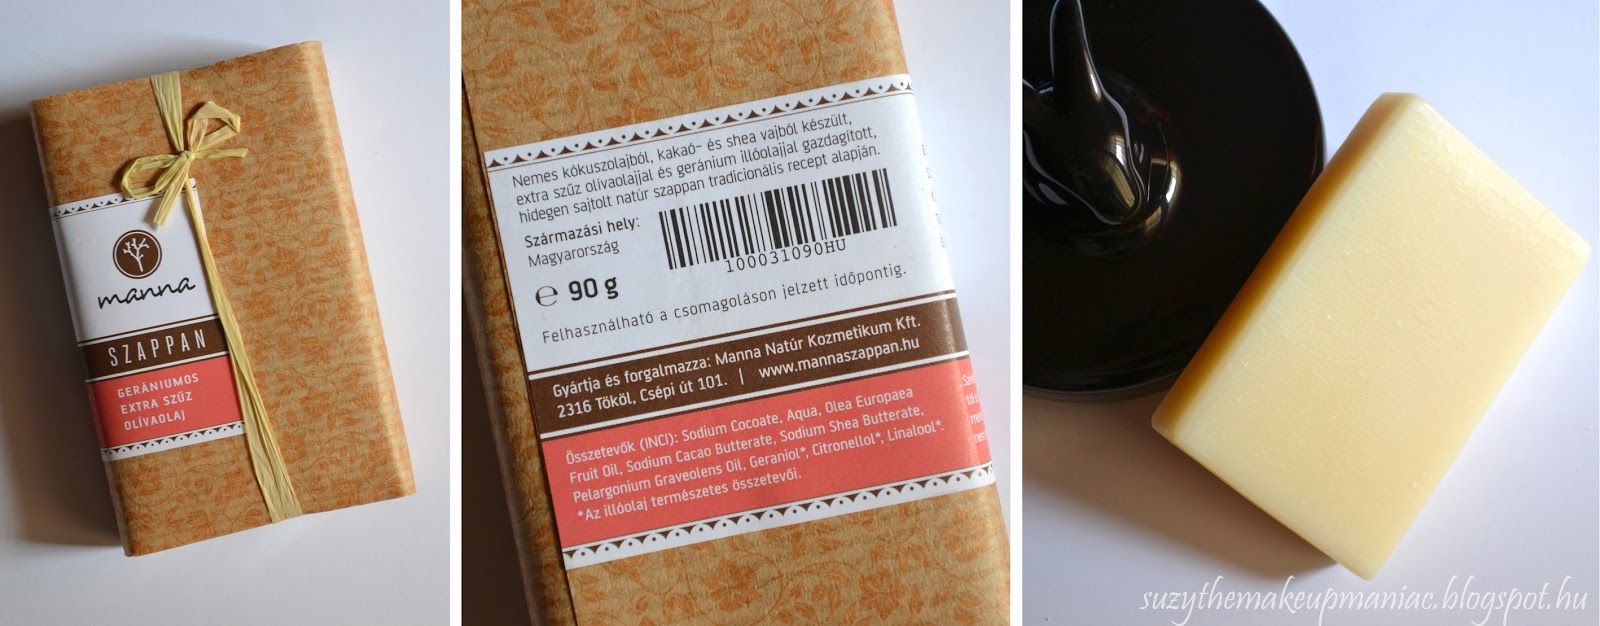 manna
SZAPPAN
GERÁNIUMOS
EXTRA SZŰZ
OLÍVAOLAJ
Nemes kókuszolajból, kakaó- és shea vajból készült,
extra szűz olívaolajjal és geránium illóolajjal gazdagított,
hidegen sajtolt natúr szappan tradicionális recept alapján.
Származási hely:
Magyarország
100031090HU
℮ 90 g
Felhasználható a csomagoláson jelzett időpontig.
Gyártja és forgalmazza: Manna Natúr Kozmetikum Kft.
2316 Tököl, Csépi út 101. | www.mannaszappan.hu
Összetevők (INCI): Sodium Cocoate, Aqua, Olea Europaea
Fruit Oil, Sodium Cacao Butterate, Sodium Shea Butterate,
Pelargonium Graveolens Oil, Geraniol*, Citronellol*, Linalool*.
*Az illóolaj természetes összetevői.
suzythemakeupmaniac.blogspot.hu